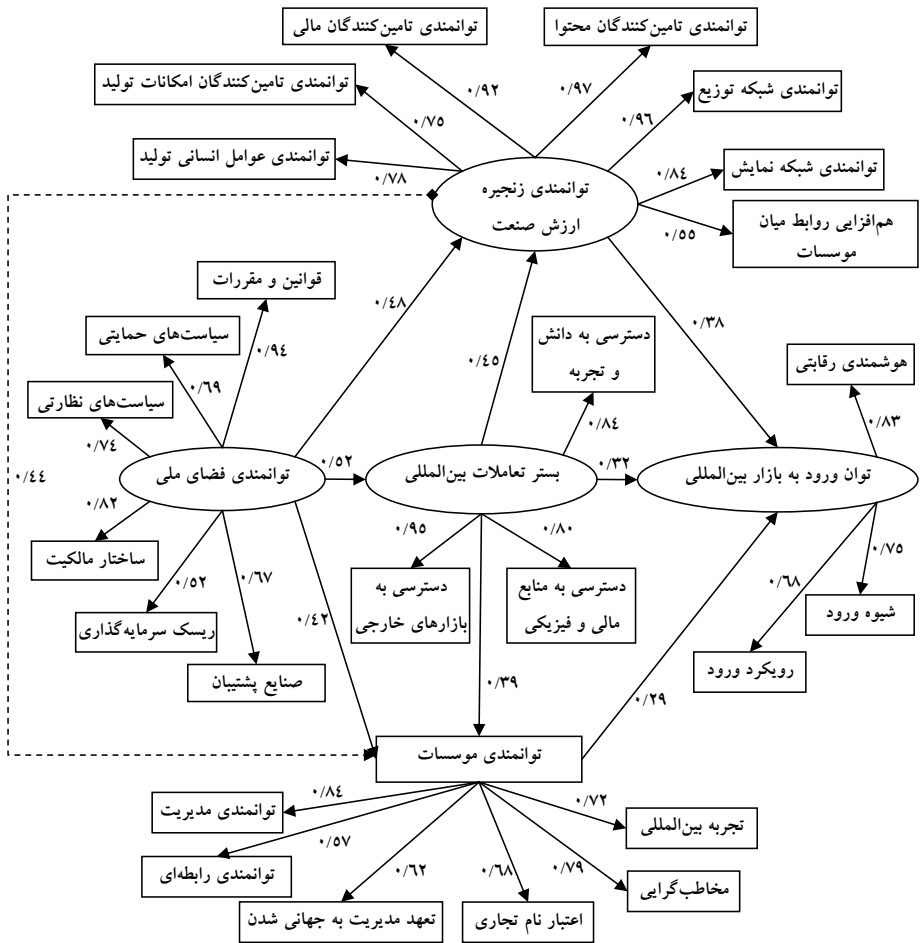 توانمندی تامین‌کنندگان مالی
توانمندی تامین‌کنندگان محتوا
توانمندی تامین‌کنندگان امکانات تولید
توانمندی شبکه توزیع
۰/۹۲
۰/۹۷
۰/۷۵
۰/۹۶
توانمندی عوامل انسانی تولید
توانمندی شبکه نمایش
۰/۷۸
۰/۸۴
توانمندی زنجیره
ارزش صنعت
۰/۵۵
هم‌افزایی روابط میان
موسسات
قوانین و مقررات
۰/۴۸
سیاست‌های حمایتی
۰/۹۴
۰/۳۸
دسترسی به دانش
و تجربه
۰/۴۵
هوشمندی رقابتی
سیاست‌های نظارتی
۰/۶۹
۰/۷۴
۰/۸۴
۰/۸۳
۰/۴۴
توانمندی فضای ملی
۰/۵۲
بستر تعاملات بین‌المللی
۰/۳۲
توان ورود به بازار بین‌المللی
۰/۸۲
۰/۹۵
۰/۸۰
۰/۷۵
ساختار مالکیت
۰/۵۲
۰/۶۷
دسترسی به
بازارهای خارجی
دسترسی به منابع
مالی و فیزیکی
۰/۶۸
شیوه ورود
ریسک سرمایه‌گذاری
۰/۴۲
صنایع پشتیبان
رویکرد ورود
۰/۳۹
۰/۲۹
توانمندی موسسات
۰/۸۴
۰/۷۲
توانمندی مدیریت
تجربه بین‌المللی
۰/۵۷
توانمندی رابطه‌ای
۰/۶۲
۰/۶۸
۰/۷۹
مخاطب‌گرایی
تعهد مدیریت به جهانی شدن
اعتبار نام تجاری